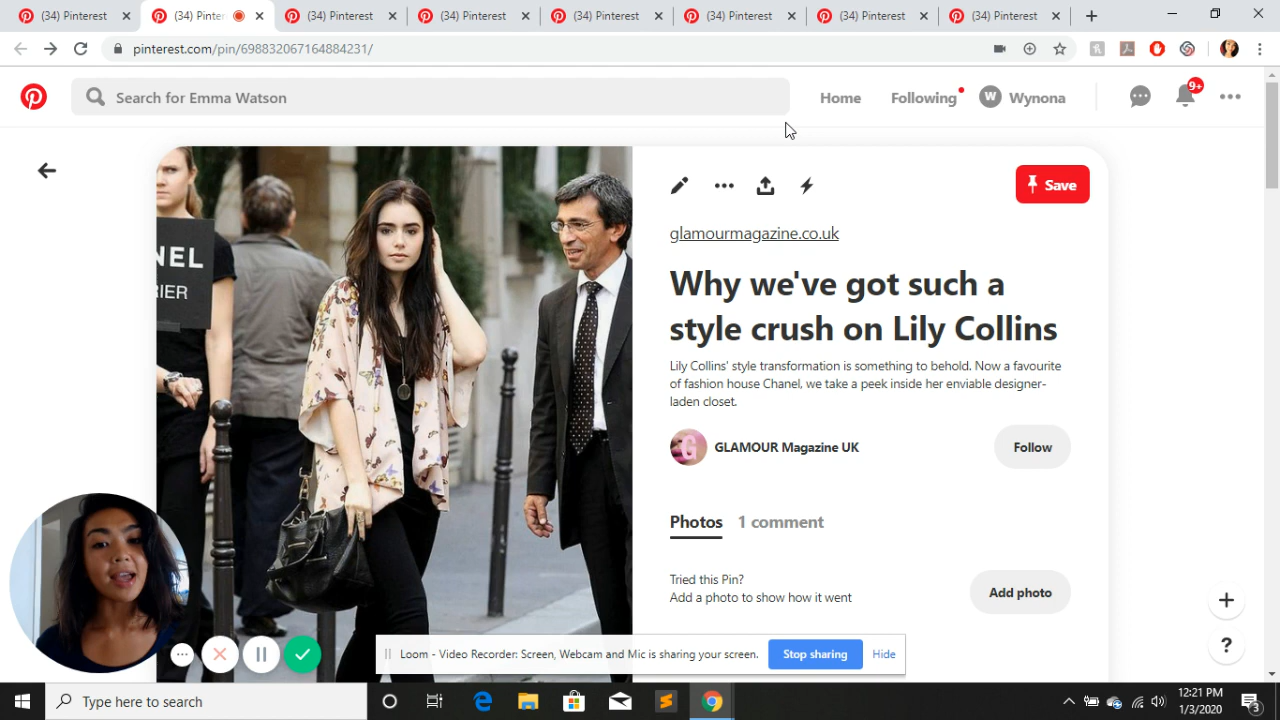 (34) Pinterest
(34) Pinte
(34) Pinterest
(34) Pinterest
(34) Pinterest
(34) Pinterest
(34) Pinterest
(34) Pinterest
pinterest.com/pin/698832067164884231/
Search for Emma Watson
Home
Following
W
Wynona
9+
Save
glamourmagazine.co.uk
Why we've got such a
style crush on Lily Collins
Lily Collins' style transformation is something to behold. Now a favourite
of fashion house Chanel, we take a peek inside her enviable designer-
laden closet.
G
GLAMOUR Magazine UK
Follow
Photos
1 comment
Tried this Pin?
Add a photo to show how it went
Add photo
NEL
RIER
+
?
Loom - Video Recorder: Screen, Webcam and Mic is sharing your screen.
Stop sharing
Hide
Type here to search
12:21 PM
1/3/2020
3